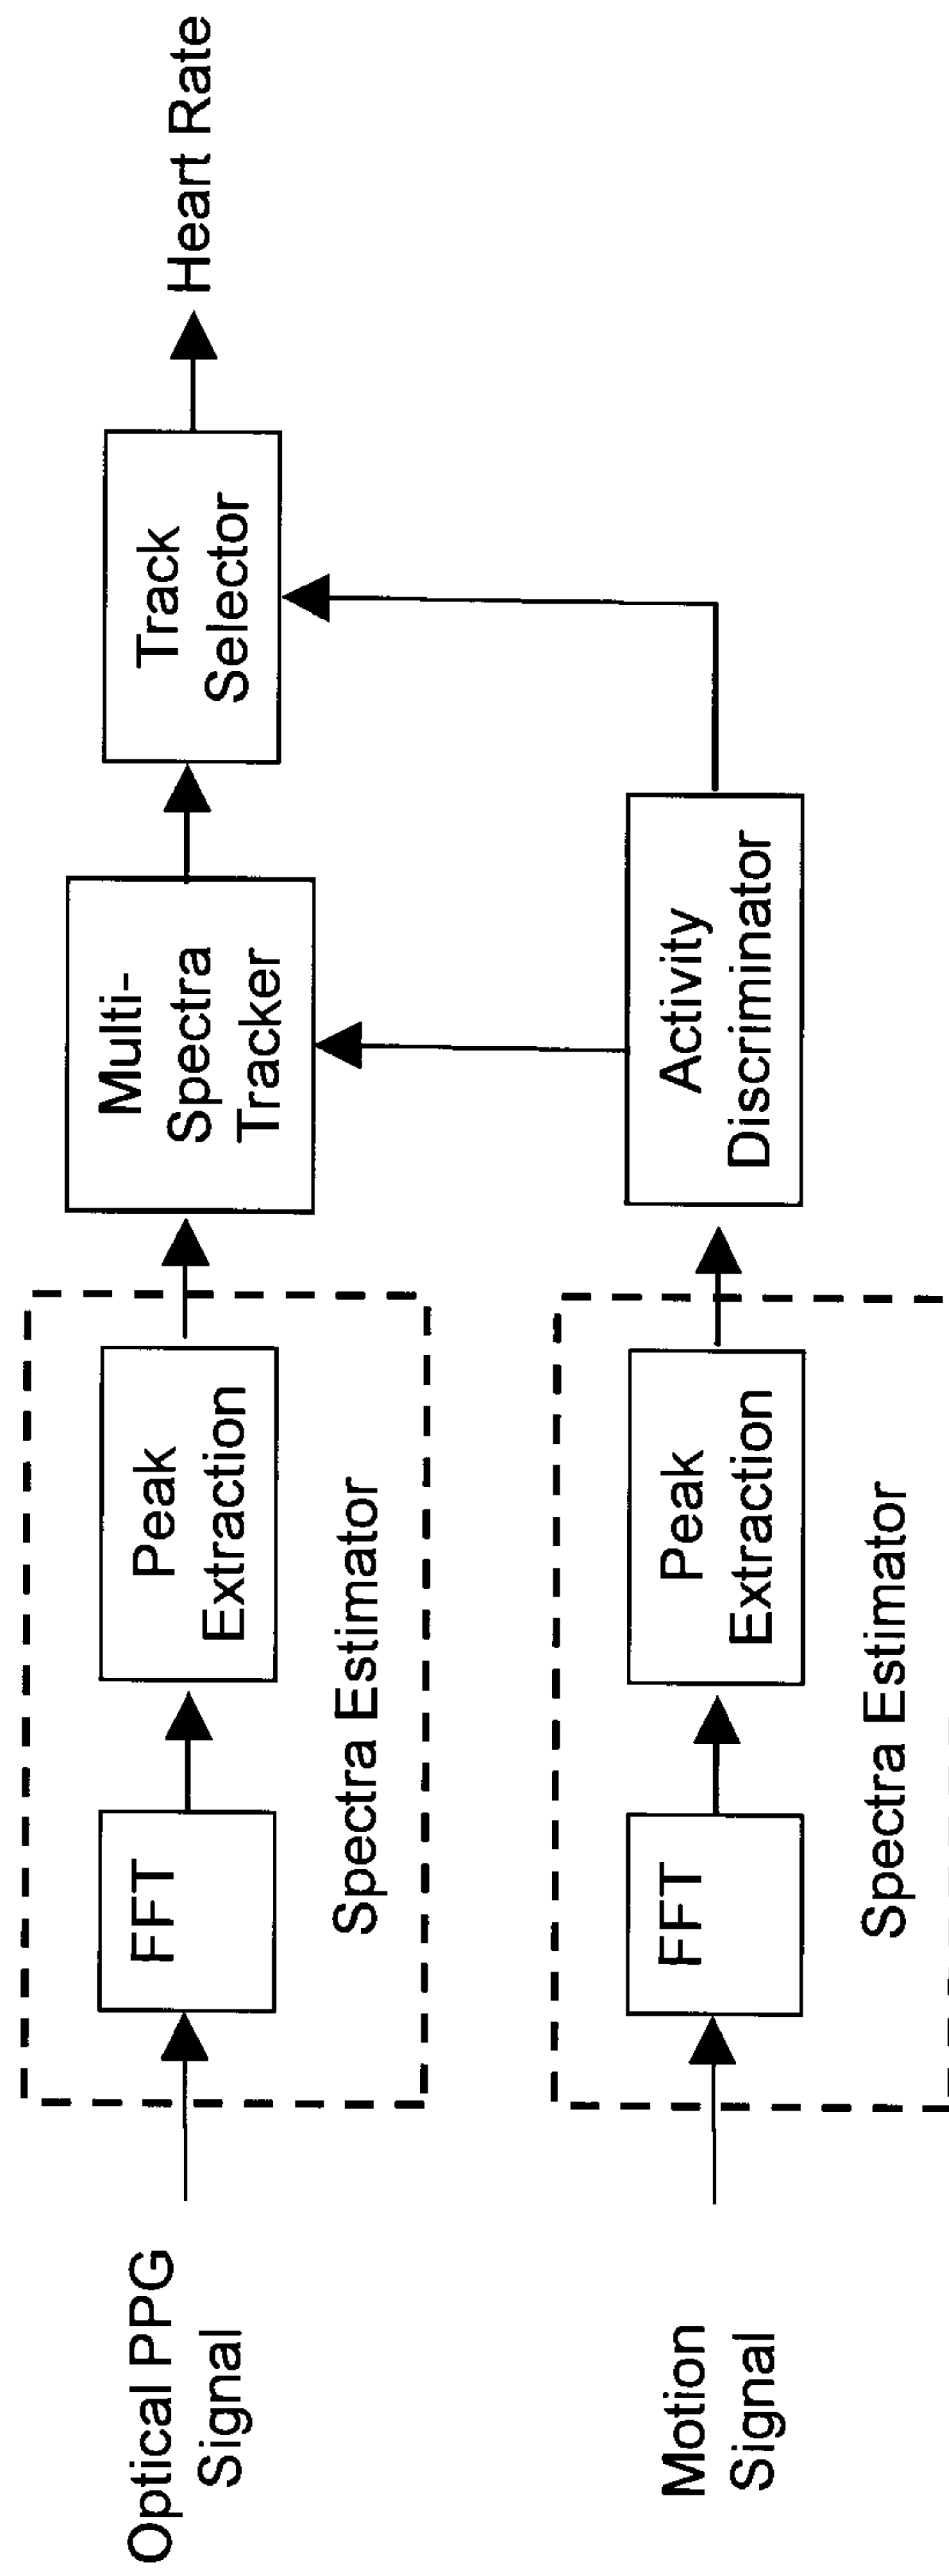 Optical PPG
Signal
FFT
Peak
Extraction
Spectra Estimator
Multi-
Spectra
Tracker
Track
Selector
Heart Rate
Motion
Signal
FFT
Peak
Extraction
Spectra Estimator
Activity
Discriminator